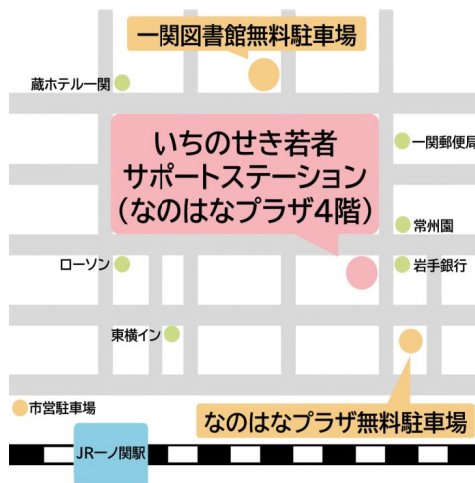 一関図書館無料駐車場
蔵ホテル一関
いちのせき若者
サポートステーション
(なのはなプラザ4階)
一関郵便局
常州園
ローソン
岩手銀行
東横イン
市営駐車場
なのはなプラザ無料駐車場
JR一ノ関駅